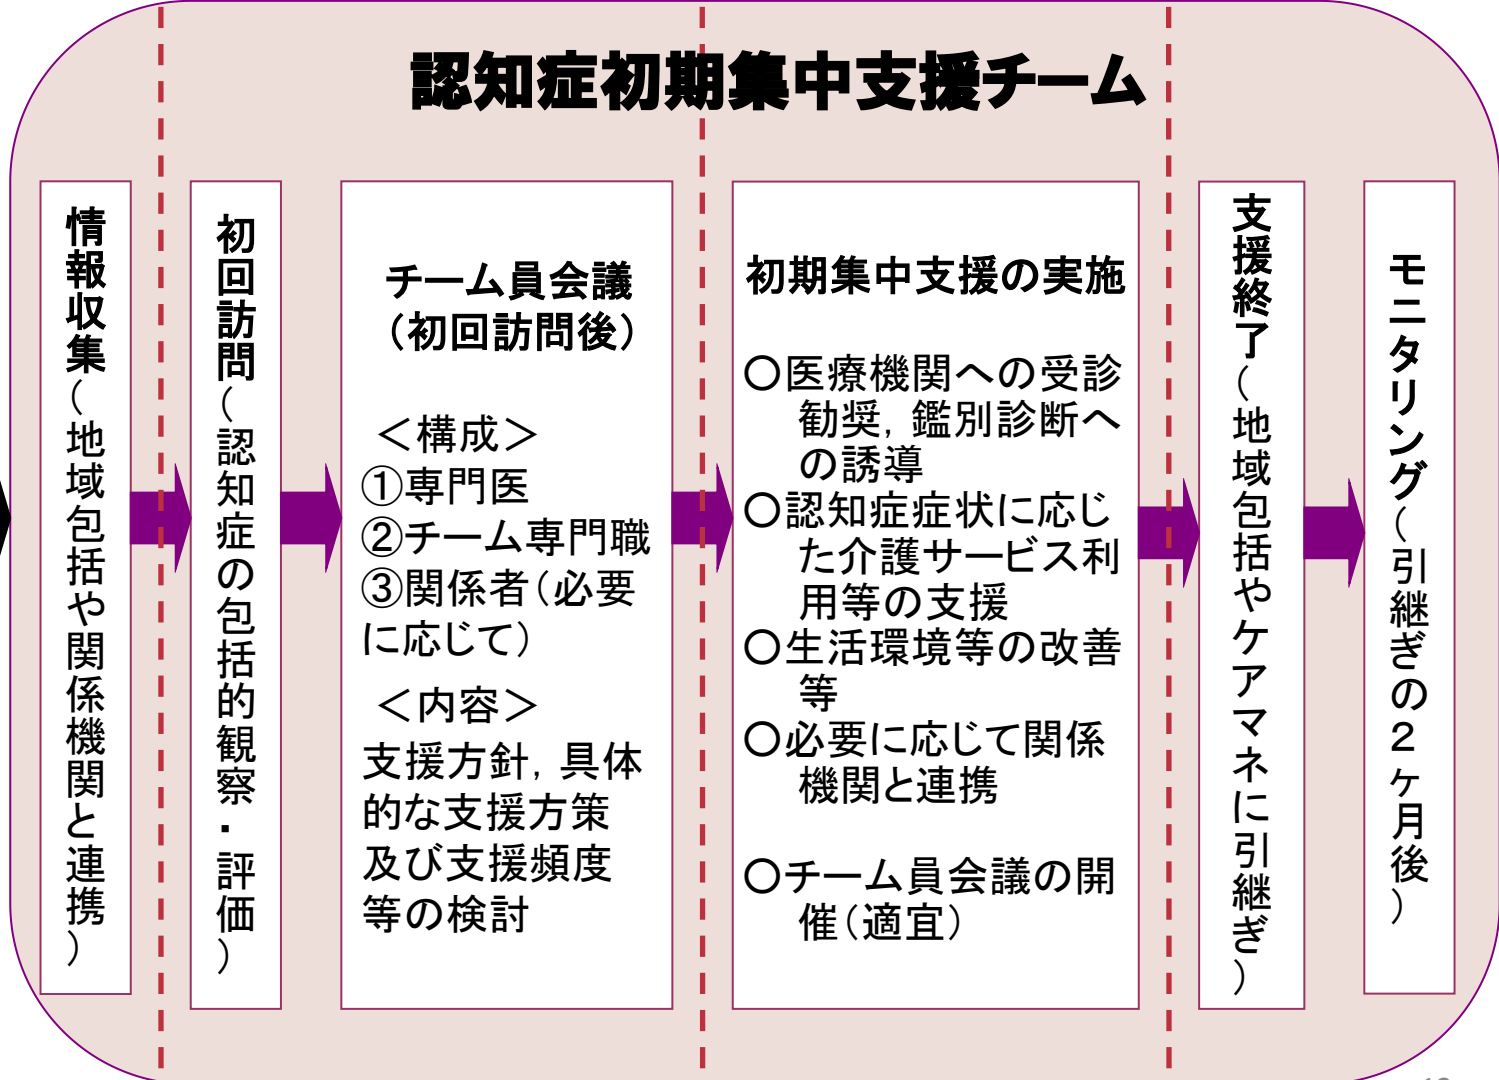 認知症初期集中支援チーム
情報収集（地域包括や関係機関と連携）
初回訪問（認知症の包括的観察・評価）
チーム員会議
（初回訪問後）
＜構成＞
①専門医
②チーム専門職
③関係者（必要
に応じて）
＜内容＞
支援方針，具体
的な支援方策
及び支援頻度
等の検討
初期集中支援の実施
○医療機関への受診
勧奨，鑑別診断へ
の誘導
○認知症症状に応じ
た介護サービス利
用等の支援
○生活環境等の改善
等
○必要に応じて関係
機関と連携
○チーム員会議の開
催（適宜）
支援終了（地域包括やケアマネに引継ぎ）
モニタリング（引継ぎの２ヶ月後）